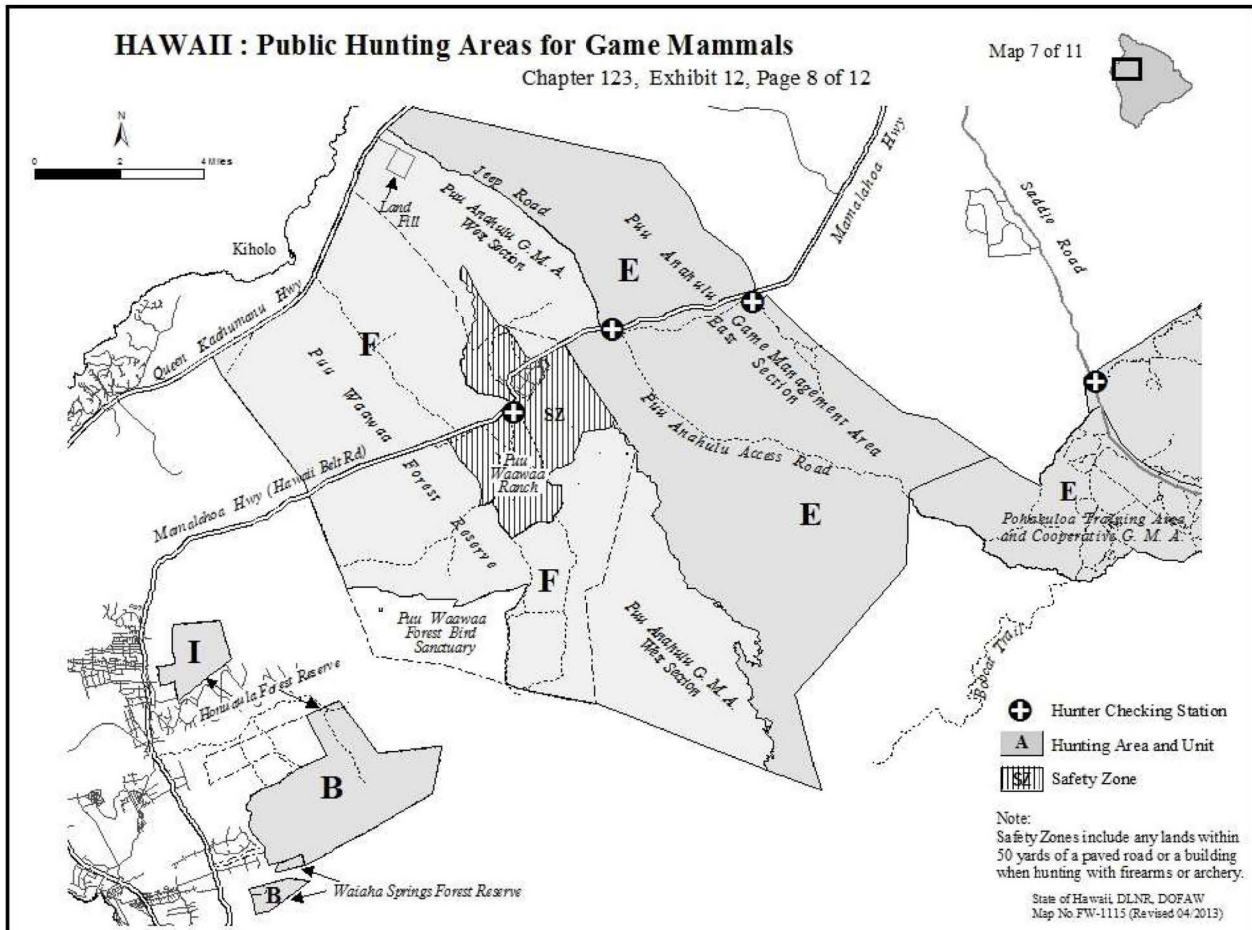 HAWAII : Public Hunting Areas for Game Mammals
Chapter 123, Exhibit 12, Page 8 of 12
Map 7 of 11
N
0 2 4 Miles
Land
Fill
Jeep Road
Puu Anahulu G. M. A.
West Section
Mamalahoa Hwy
Saddle Road
Kiholo
Queen Kaahumanu Hwy
E
Puu Anahulu Game Management Area
East Section
F
Puu Waawaa Forest Reserve
SZ
Puu
Waawaa
Ranch
Puu Anahulu Access Road
Mamalahoa Hwy (Hawaii Belt Rd)
E
E
Pohakuloa Training Area
and Cooperative G. M. A.
F
Puu Waawaa
Forest Bird
Sanctuary
Puu Anahulu G. M. A.
West Section
Bobcat Trail
I
Honuaula Forest Reserve
B
B
Waiaha Springs Forest Reserve
Hunter Checking Station
A
Hunting Area and Unit
SZ
Safety Zone
Note:
Safety Zones include any lands within
50 yards of a paved road or a building
when hunting with firearms or archery.
State of Hawaii, DLNR, DOFAW
Map No.FW-1115 (Revised 04/2013)